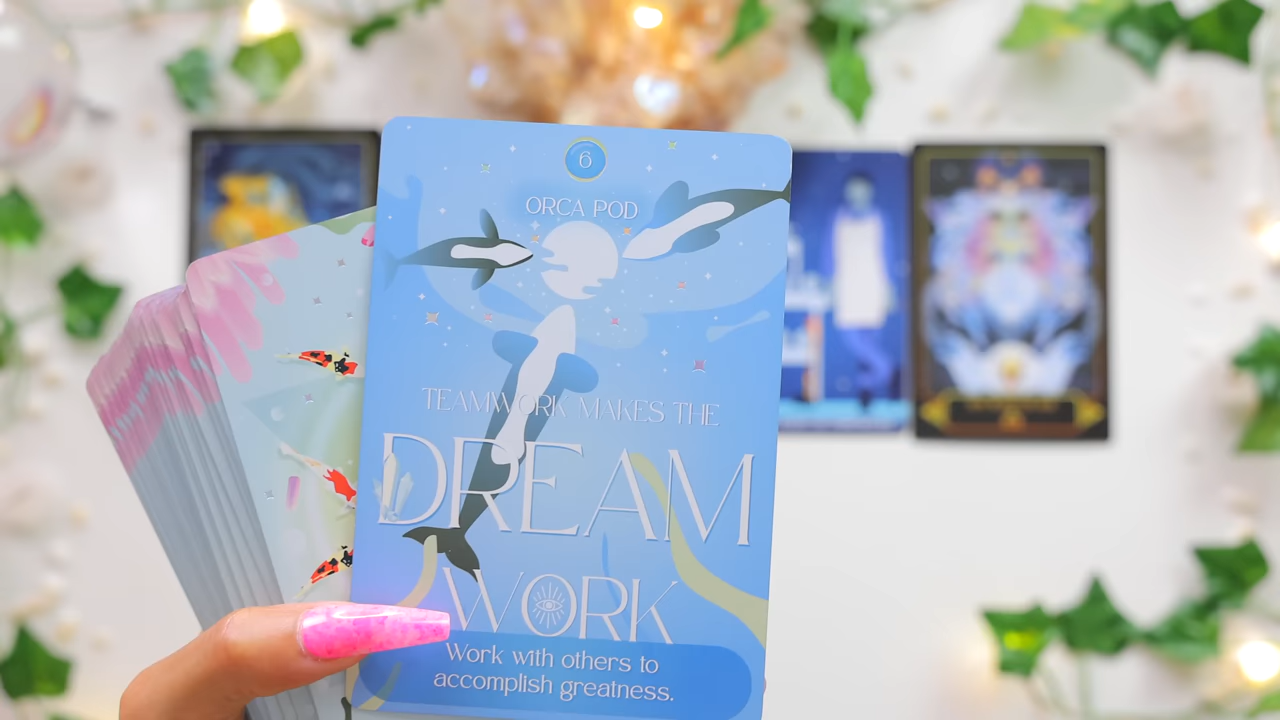 6
ORCA POD
TEAMWORK MAKES THE
DREAM
WORK
Work with others to
accomplish greatness.